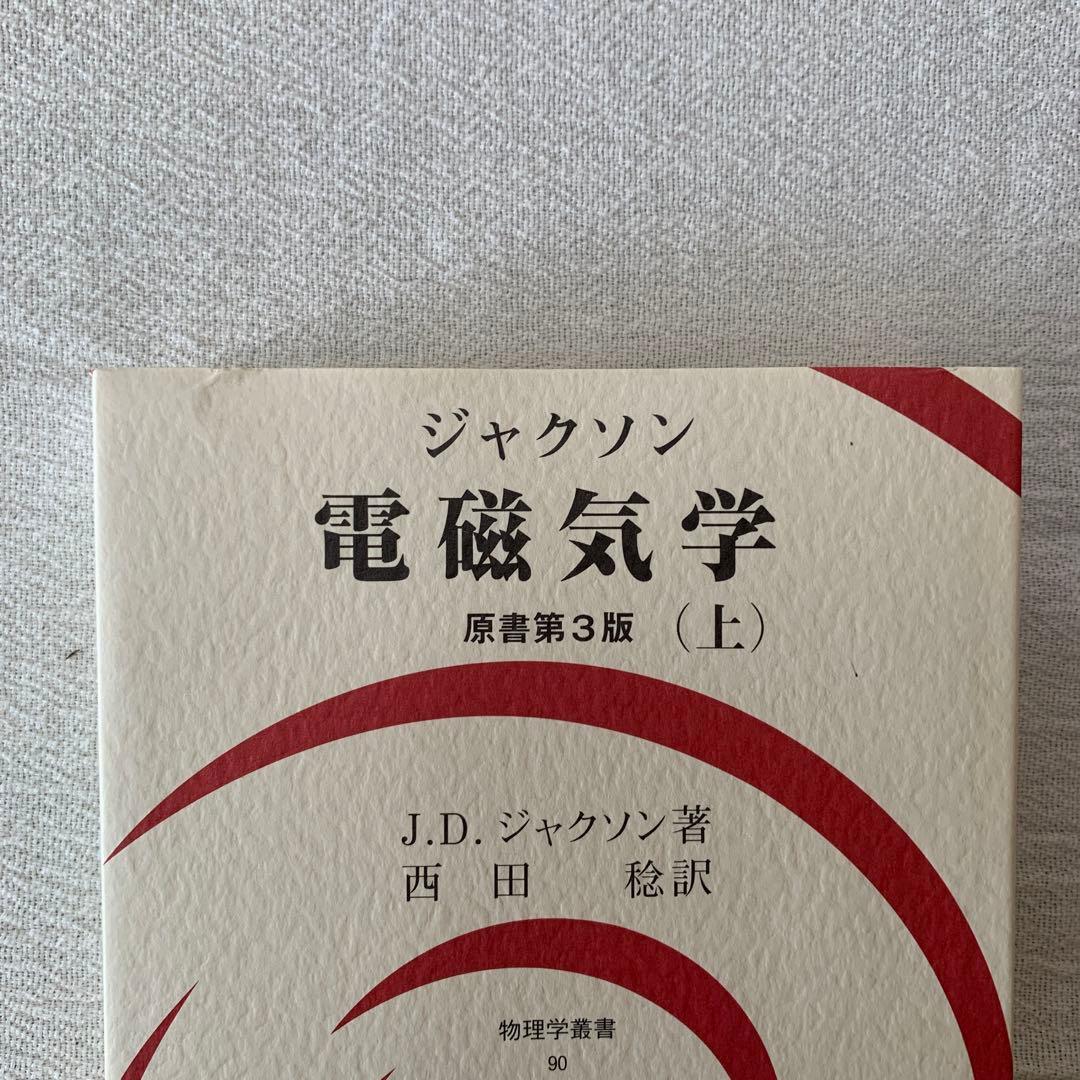 ジャクソン
電磁気学
原書第3版 (上)
J.D. ジャクソン著
西田 稔訳
物理学叢書
90